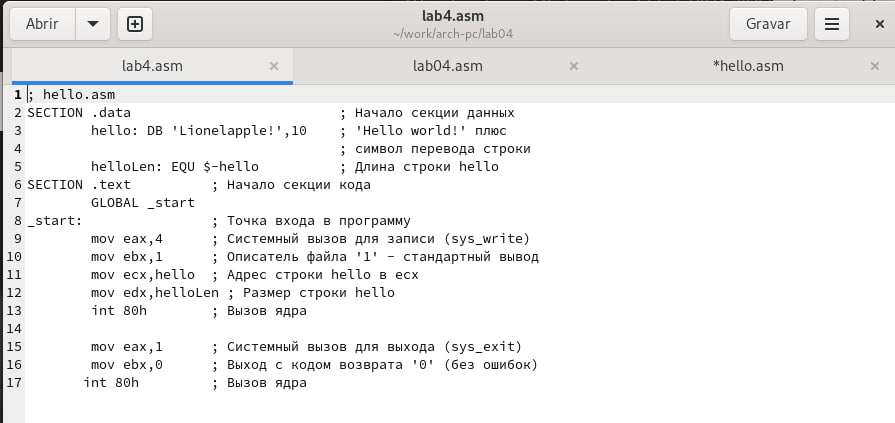 Abrir
lab4.asm
~/work/arch-pc/lab04
Gravar
lab4.asm
lab04.asm
*hello.asm
1 ; hello.asm
2 SECTION .data                          ; Начало секции данных
3         hello: DB 'Lionelapple!',10    ; 'Hello world!' плюс
4                                        ; символ перевода строки
5         helloLen: EQU $-hello          ; Длина строки hello
6 SECTION .text          ; Начало секции кода
7         GLOBAL _start
8 _start:                ; Точка входа в программу
9         mov eax,4      ; Системный вызов для записи (sys_write)
10         mov ebx,1      ; Описатель файла '1' - стандартный вывод
11         mov ecx,hello  ; Адрес строки hello в ecx
12         mov edx,helloLen ; Размер строки hello
13         int 80h        ; Вызов ядра
14
15         mov eax,1      ; Системный вызов для выхода (sys_exit)
16         mov ebx,0      ; Выход с кодом возврата '0' (без ошибок)
17        int 80h         ; Вызов ядра